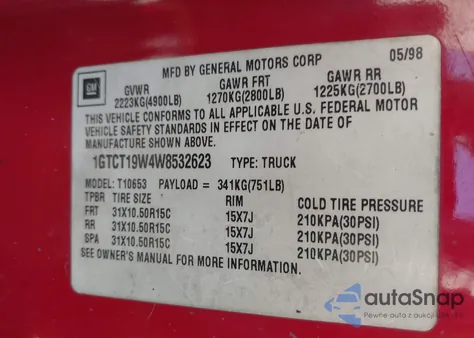 MFD BY GENERAL MOTORS CORP 05/98
GM GVWR GAWR FRT GAWR RR
2223KG(4900LB) 1270KG(2800LB) 1225KG(2700LB)
THIS VEHICLE CONFORMS TO ALL APPLICABLE U.S. FEDERAL MOTOR
VEHICLE SAFETY STANDARDS IN EFFECT ON THE DATE OF
MANUFACTURE SHOWN ABOVE.
1GTCT19W4W8532623 TYPE: TRUCK
MODEL: T10653 PAYLOAD = 341KG(751LB)
TPBR TIRE SIZE RIM COLD TIRE PRESSURE
FRT 31X10.50R15C 15X7J 210KPA(30PSI)
RR 31X10.50R15C 15X7J 210KPA(30PSI)
SPA 31X10.50R15C 15X7J 210KPA(30PSI)
SEE OWNER'S MANUAL FOR MORE INFORMATION.
autoSnap
Pewne auta z aukcji